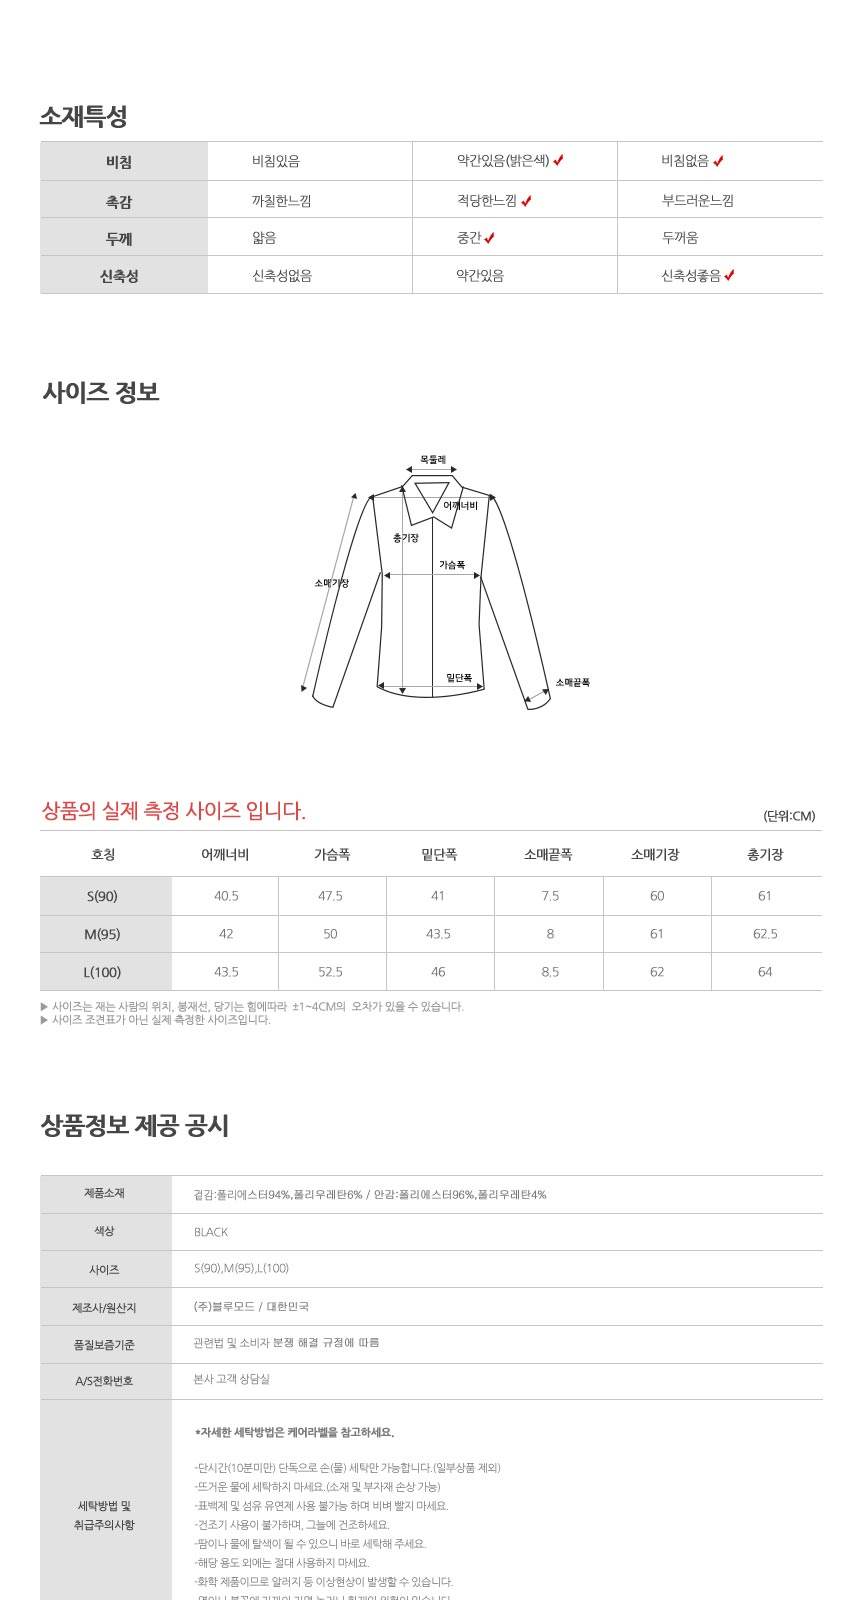 소재특성
비침 비침있음 약간있음(밝은색) 비침없음
촉감 까칠한느낌 적당한느낌 부드러운느낌
두께 얇음 중간 두꺼움
신축성 신축성없음 약간있음 신축성좋음
사이즈 정보
목둘레
어깨너비
총기장
가슴폭
소매기장
밑단폭
소매끝폭
상품의 실제 측정 사이즈 입니다.
(단위:CM)
호칭 어깨너비 가슴폭 밑단폭 소매끝폭 소매기장 총기장
S(90) 40.5 47.5 41 7.5 60 61
M(95) 42 50 43.5 8 61 62.5
L(100) 43.5 52.5 46 8.5 62 64
▶ 사이즈는 재는 사람의 위치, 봉재선, 당기는 힘에따라 ±1~4CM의 오차가 있을 수 있습니다.
▶ 사이즈 조견표가 아닌 실제 측정한 사이즈입니다.
상품정보 제공 공시
제품소재 겉감:폴리에스터94%,폴리우레탄6% / 안감:폴리에스터96%,폴리우레탄4%
색상 BLACK
사이즈 S(90),M(95),L(100)
제조사/원산지 (주)블루모드 / 대한민국
품질보증기준 관련법 및 소비자 분쟁 해결 규정에 따름
A/S전화번호 본사 고객 상담실
세탁방법 및
취급주의사항
*자세한 세탁방법은 케어라벨을 참고하세요.
-단시간(10분미만) 단독으로 손(물) 세탁만 가능합니다.(일부상품 제외)
-뜨거운 물에 세탁하지 마세요.(소재 및 부자재 손상 가능)
-표백제 및 섬유 유연제 사용 불가능 하며 비벼 빨지 마세요.
-건조기 사용이 불가하며, 그늘에 건조하세요.
-땀이나 물에 탈색이 될 수 있으니 바로 세탁해 주세요.
-해당 용도 외에는 절대 사용하지 마세요.
-화학 제품이므로 알러지 등 이상현상이 발생할 수 있습니다.